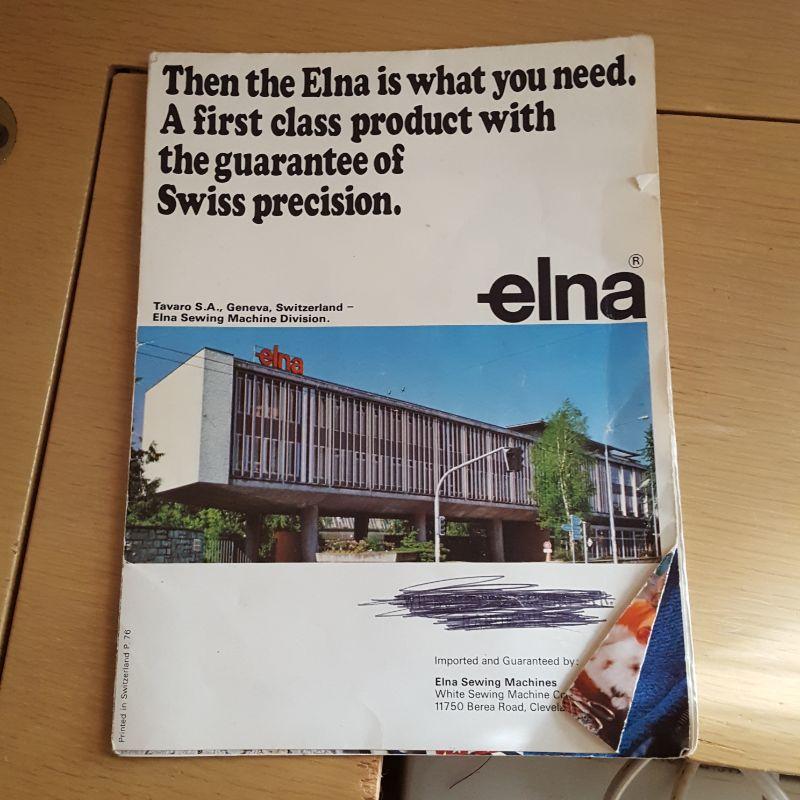 Then the Elna is what you need.
A first class product with
the guarantee of
Swiss precision.
elna®
Tavaro S.A., Geneva, Switzerland –
Elna Sewing Machine Division.
elna
Imported and Guaranteed by:
Elna Sewing Machines
White Sewing Machine
11750 Berea Road,
Printed in Switzerland P. 76